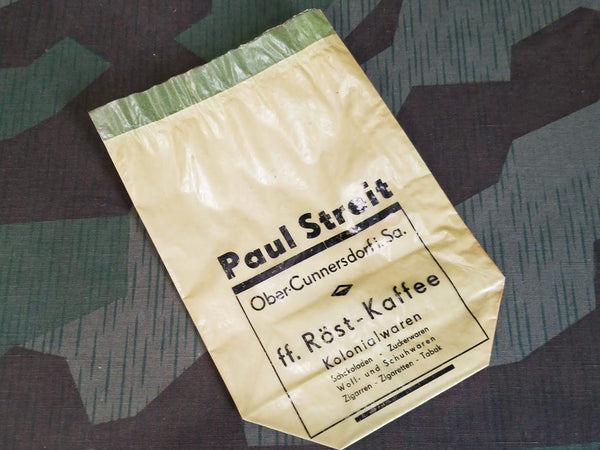 Paul Streit
Ober-Cunnersdorf i. Sa.
ff. Röst-Kaffee
Kolonialwaren
Schokoladen - Zuckerwaren
Woll- und Schuhwaren
Zigarren - Zigaretten - Tabak